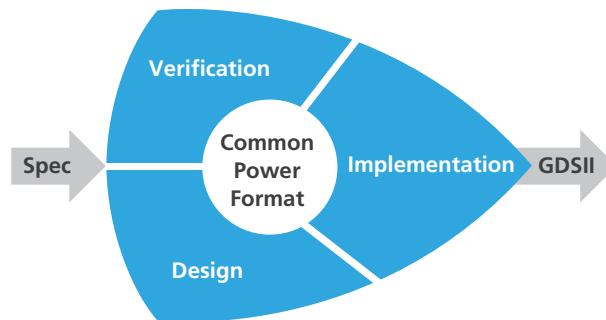 Verification
Spec
Common
Power
Format
Implementation
GDSII
Design